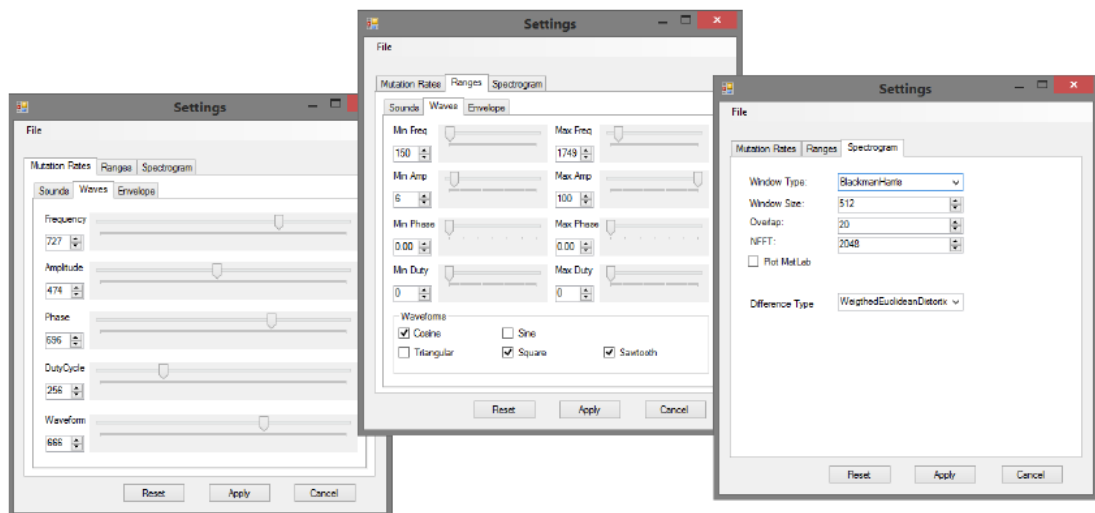 Settings
File
Mutation Rates Ranges Spectrogram
Sounds Waves Envelope
Frequency
727
Amplitude
474
Phase
696
DutyCycle
256
Waveform
666
Reset Apply Cancel
Settings
File
Mutation Rates Ranges Spectrogram
Sounds Waves Envelope
Min Freq Max Freq
150 1749
Min Amp Max Amp
6 100
Min Phase Max Phase
0.00 0.00
Min Duty Max Duty
0 0
Waveforms
Cosine Sine
Triangular Square Sawtooth
Reset Apply Cancel
Settings
File
Mutation Rates Ranges Spectrogram
Window Type: BlackmanHarris
Window Size: 512
Overlap: 20
NFFT: 2048
Plot MatLab
Difference Type
Reset Apply Cancel